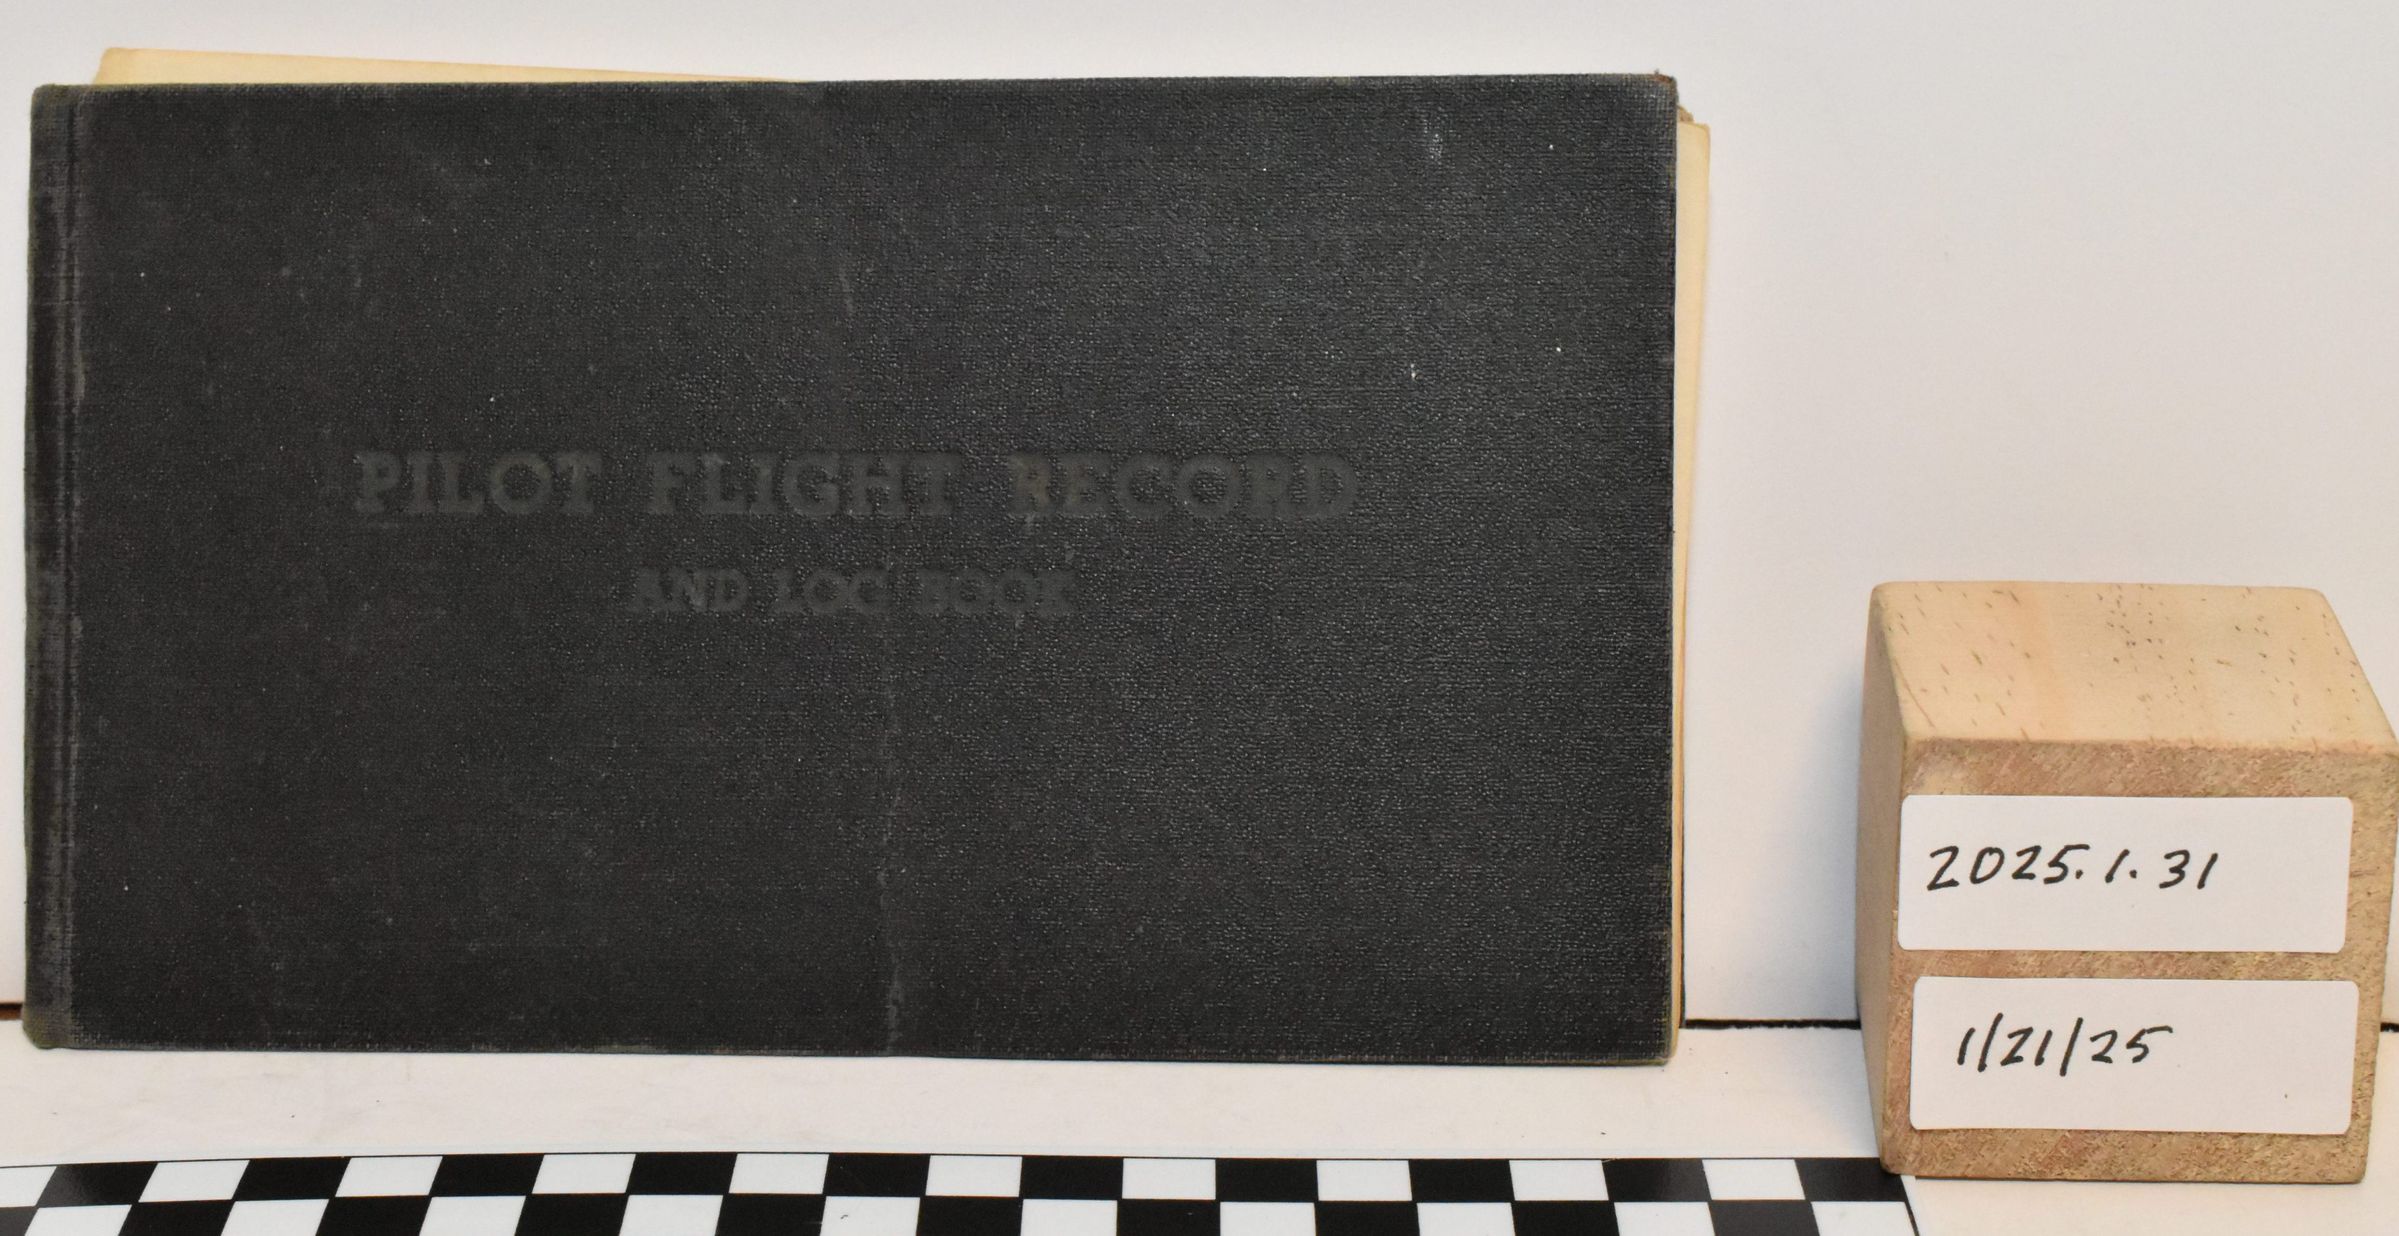 PILOT FLIGHT RECORD
AND LOG BOOK
2025.1.31
1/21/25